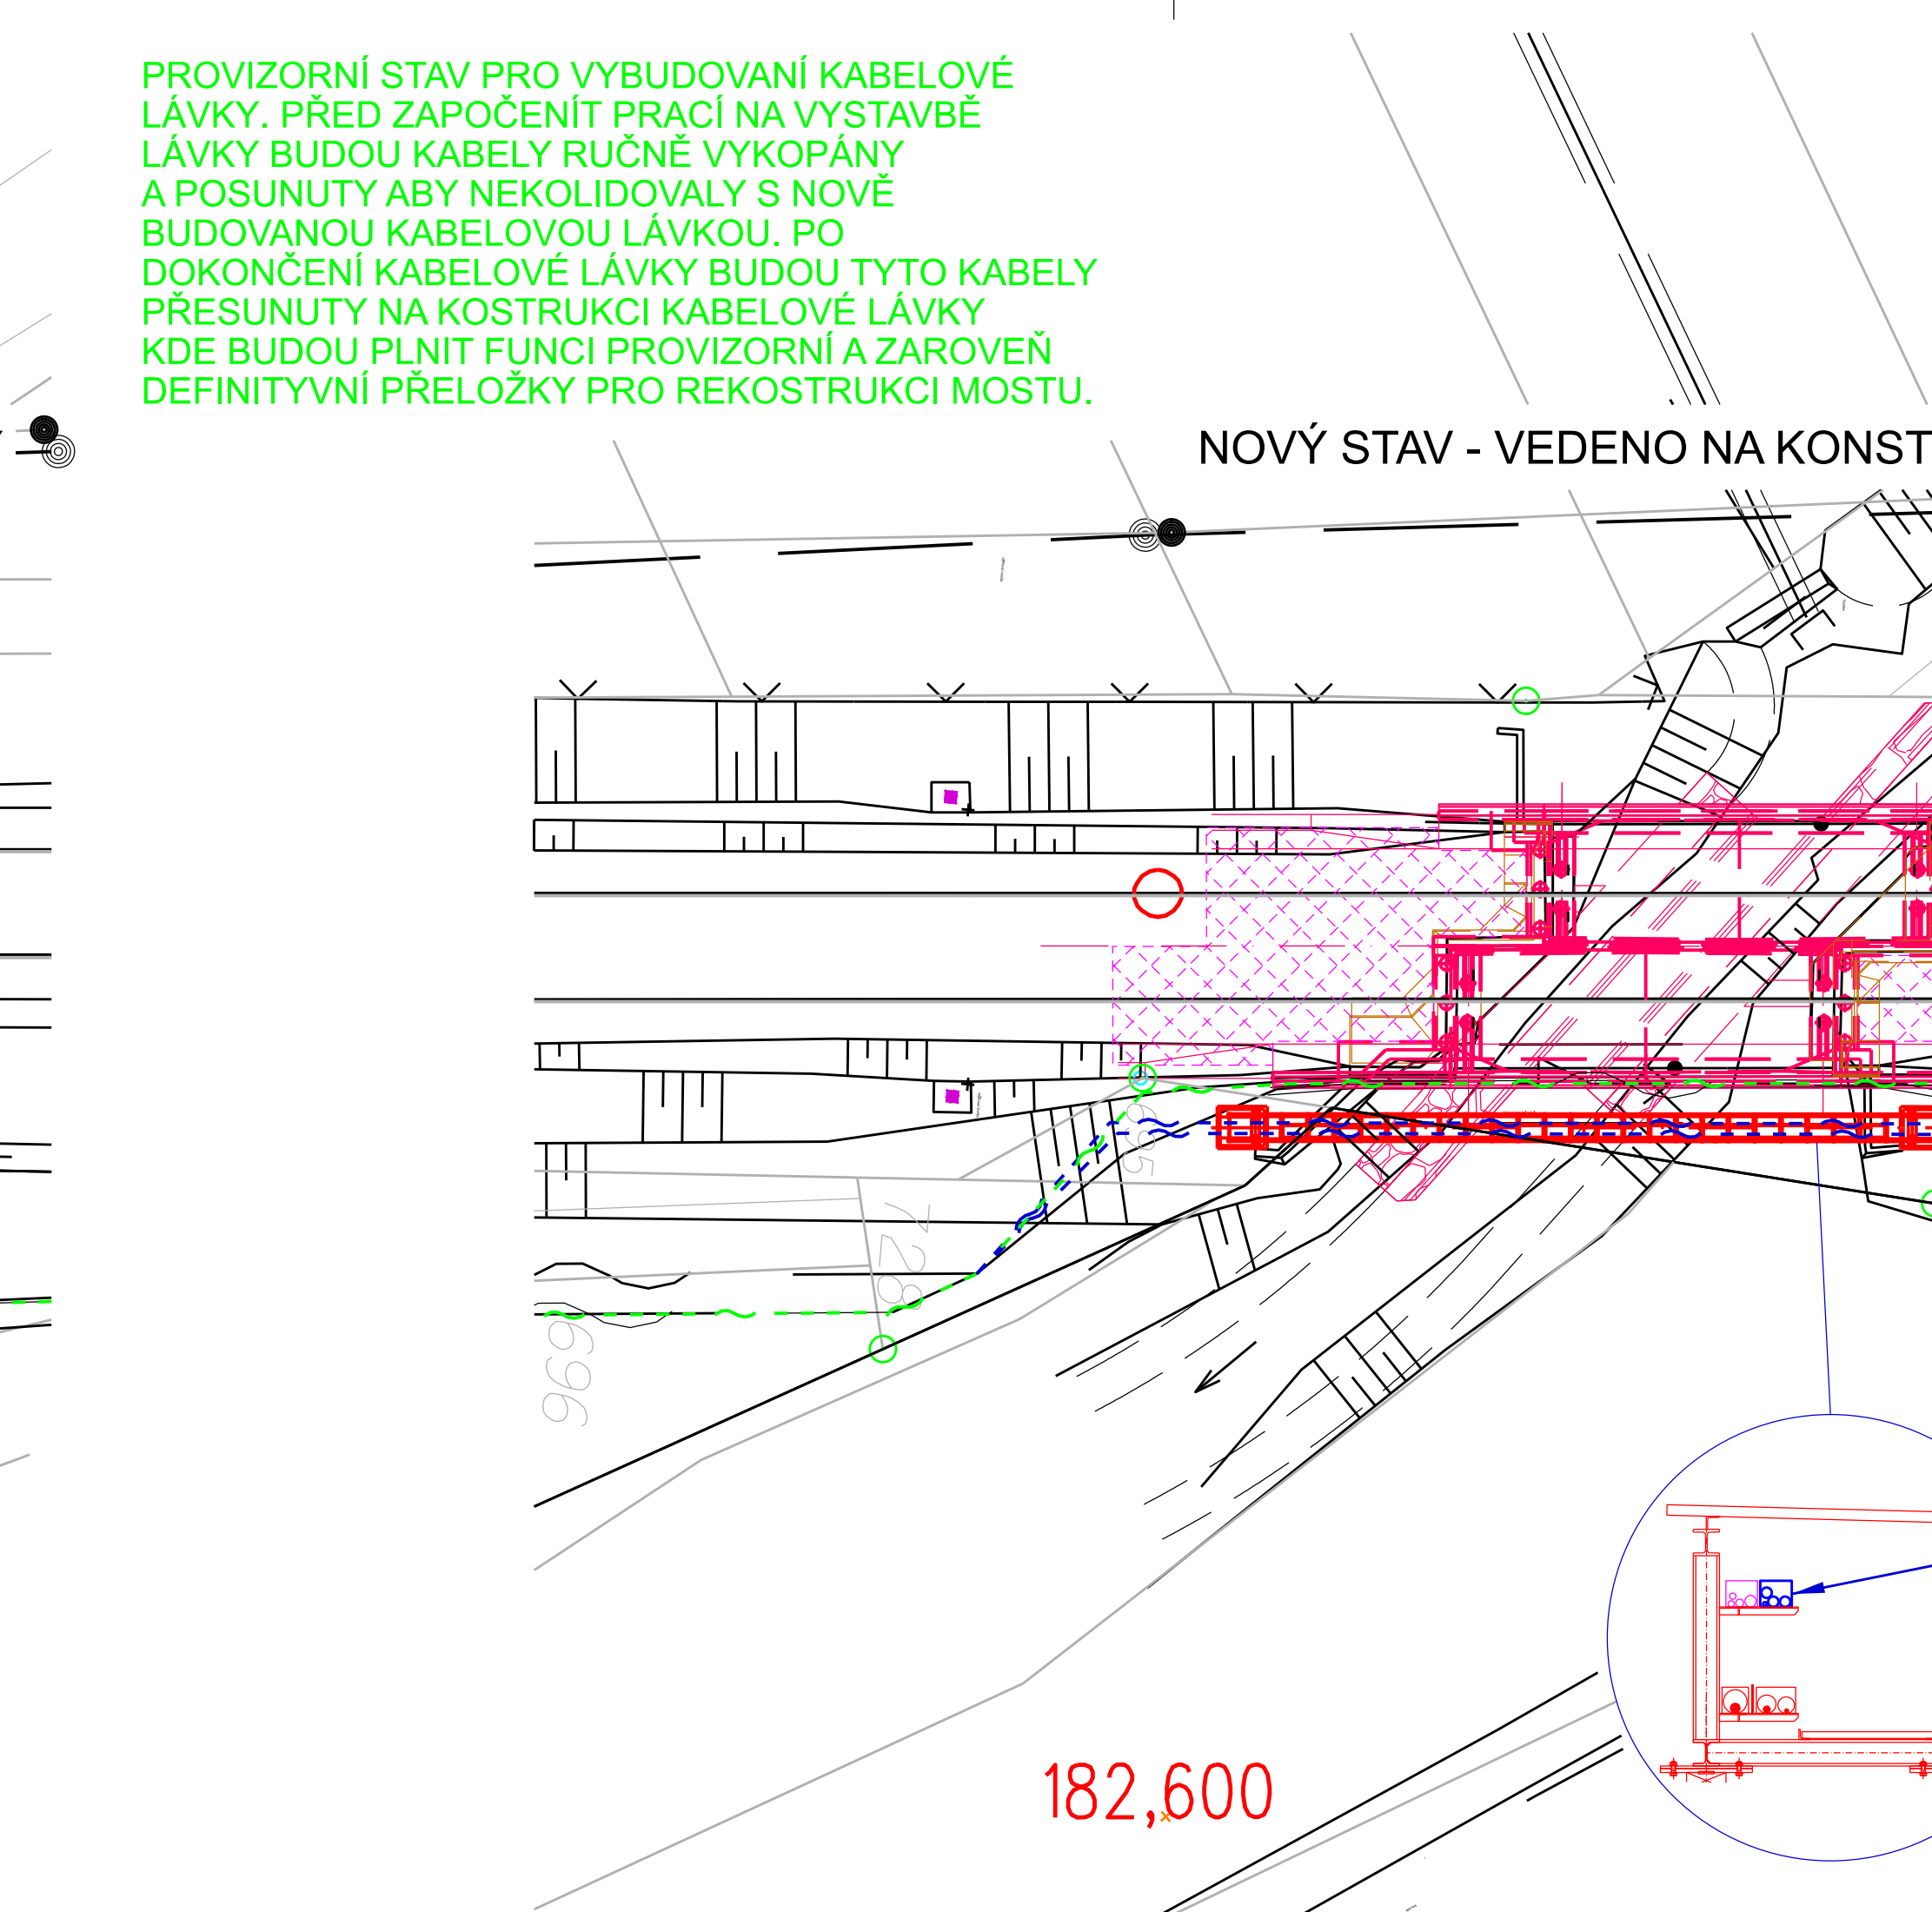 PROVIZORNÍ STAV PRO VYBUDOVANÍ KABELOVÉ
LÁVKY. PŘED ZAPOČENÍT PRACÍ NA VYSTAVBĚ
LÁVKY BUDOU KABELY RUČNĚ VYKOPÁNY
A POSUNUTY ABY NEKOLIDOVALY S NOVĚ
BUDOVANOU KABELOVOU LÁVKOU. PO
DOKONČENÍ KABELOVÉ LÁVKY BUDOU TYTO KABELY
PŘESUNUTY NA KOSTRUKCI KABELOVÉ LÁVKY
KDE BUDOU PLNIT FUNCI PROVIZORNÍ A ZAROVEŇ
DEFINITYVNÍ PŘELOŽKY PRO REKOSTRUKCI MOSTU.
NOVÝ STAV - VEDENO NA KONST
182,600